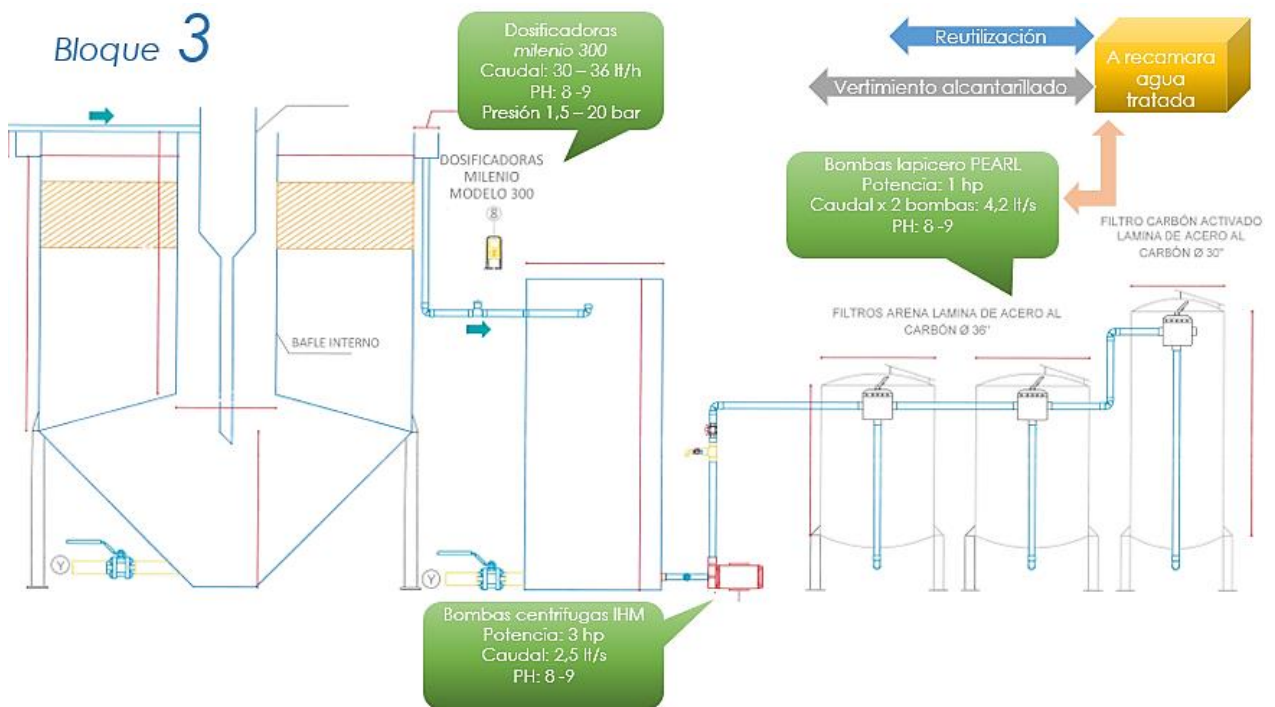 Bloque 3
Dosificadoras
milenio 300
Caudal: 30 – 36 lt/h
PH: 8 -9
Presión 1,5 – 20 bar
Reutilización
Vertimiento alcantarillado
A recamara
agua
tratada
DOSIFICADORAS
MILENIO
MODELO 300
8
Bombas lapicero PEARL
Potencia: 1 hp
Caudal x 2 bombas: 4,2 lt/s
PH: 8 -9
FILTRO CARBÓN ACTIVADO
LAMINA DE ACERO AL
CARBÓN Ø 30"
FILTROS ARENA LAMINA DE ACERO AL
CARBÓN Ø 36"
BAFLE INTERNO
Y
Y
Bombas centrifugas IHM
Potencia: 3 hp
Caudal: 2,5 lt/s
PH: 8 -9